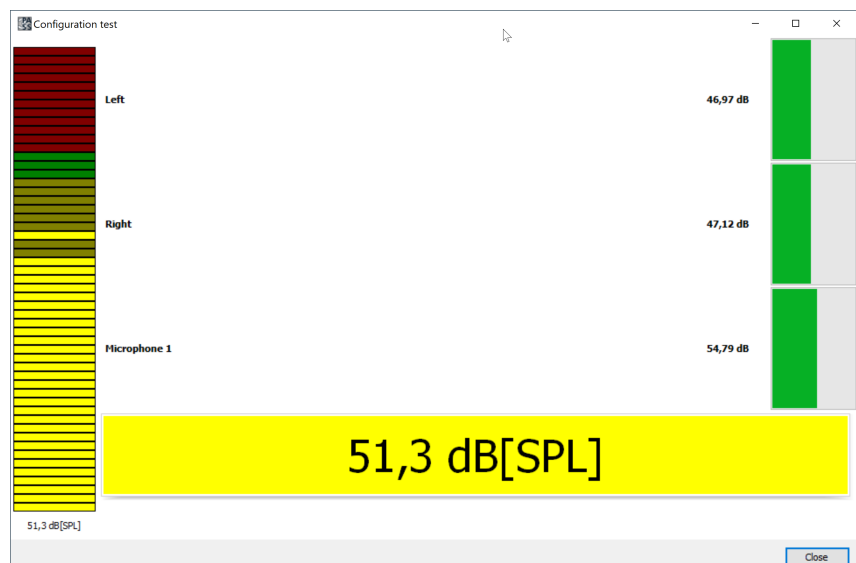 Configuration test
Left
46,97 dB
Right
47,12 dB
Microphone 1
54,79 dB
51,3 dB[SPL]
51,3 dB[SPL]
Close